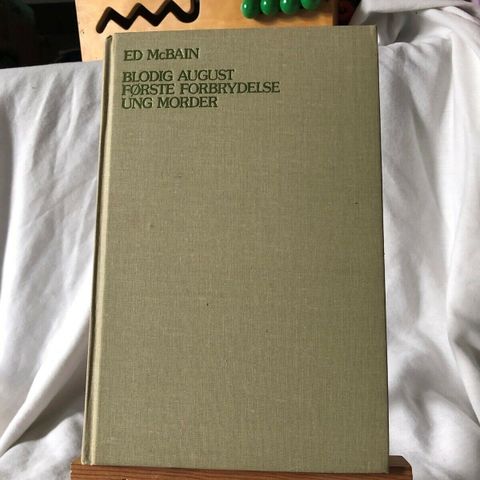 ED McBAIN
BLODIG AUGUST
FØRSTE FORBRYDELSE
UNG MORDER